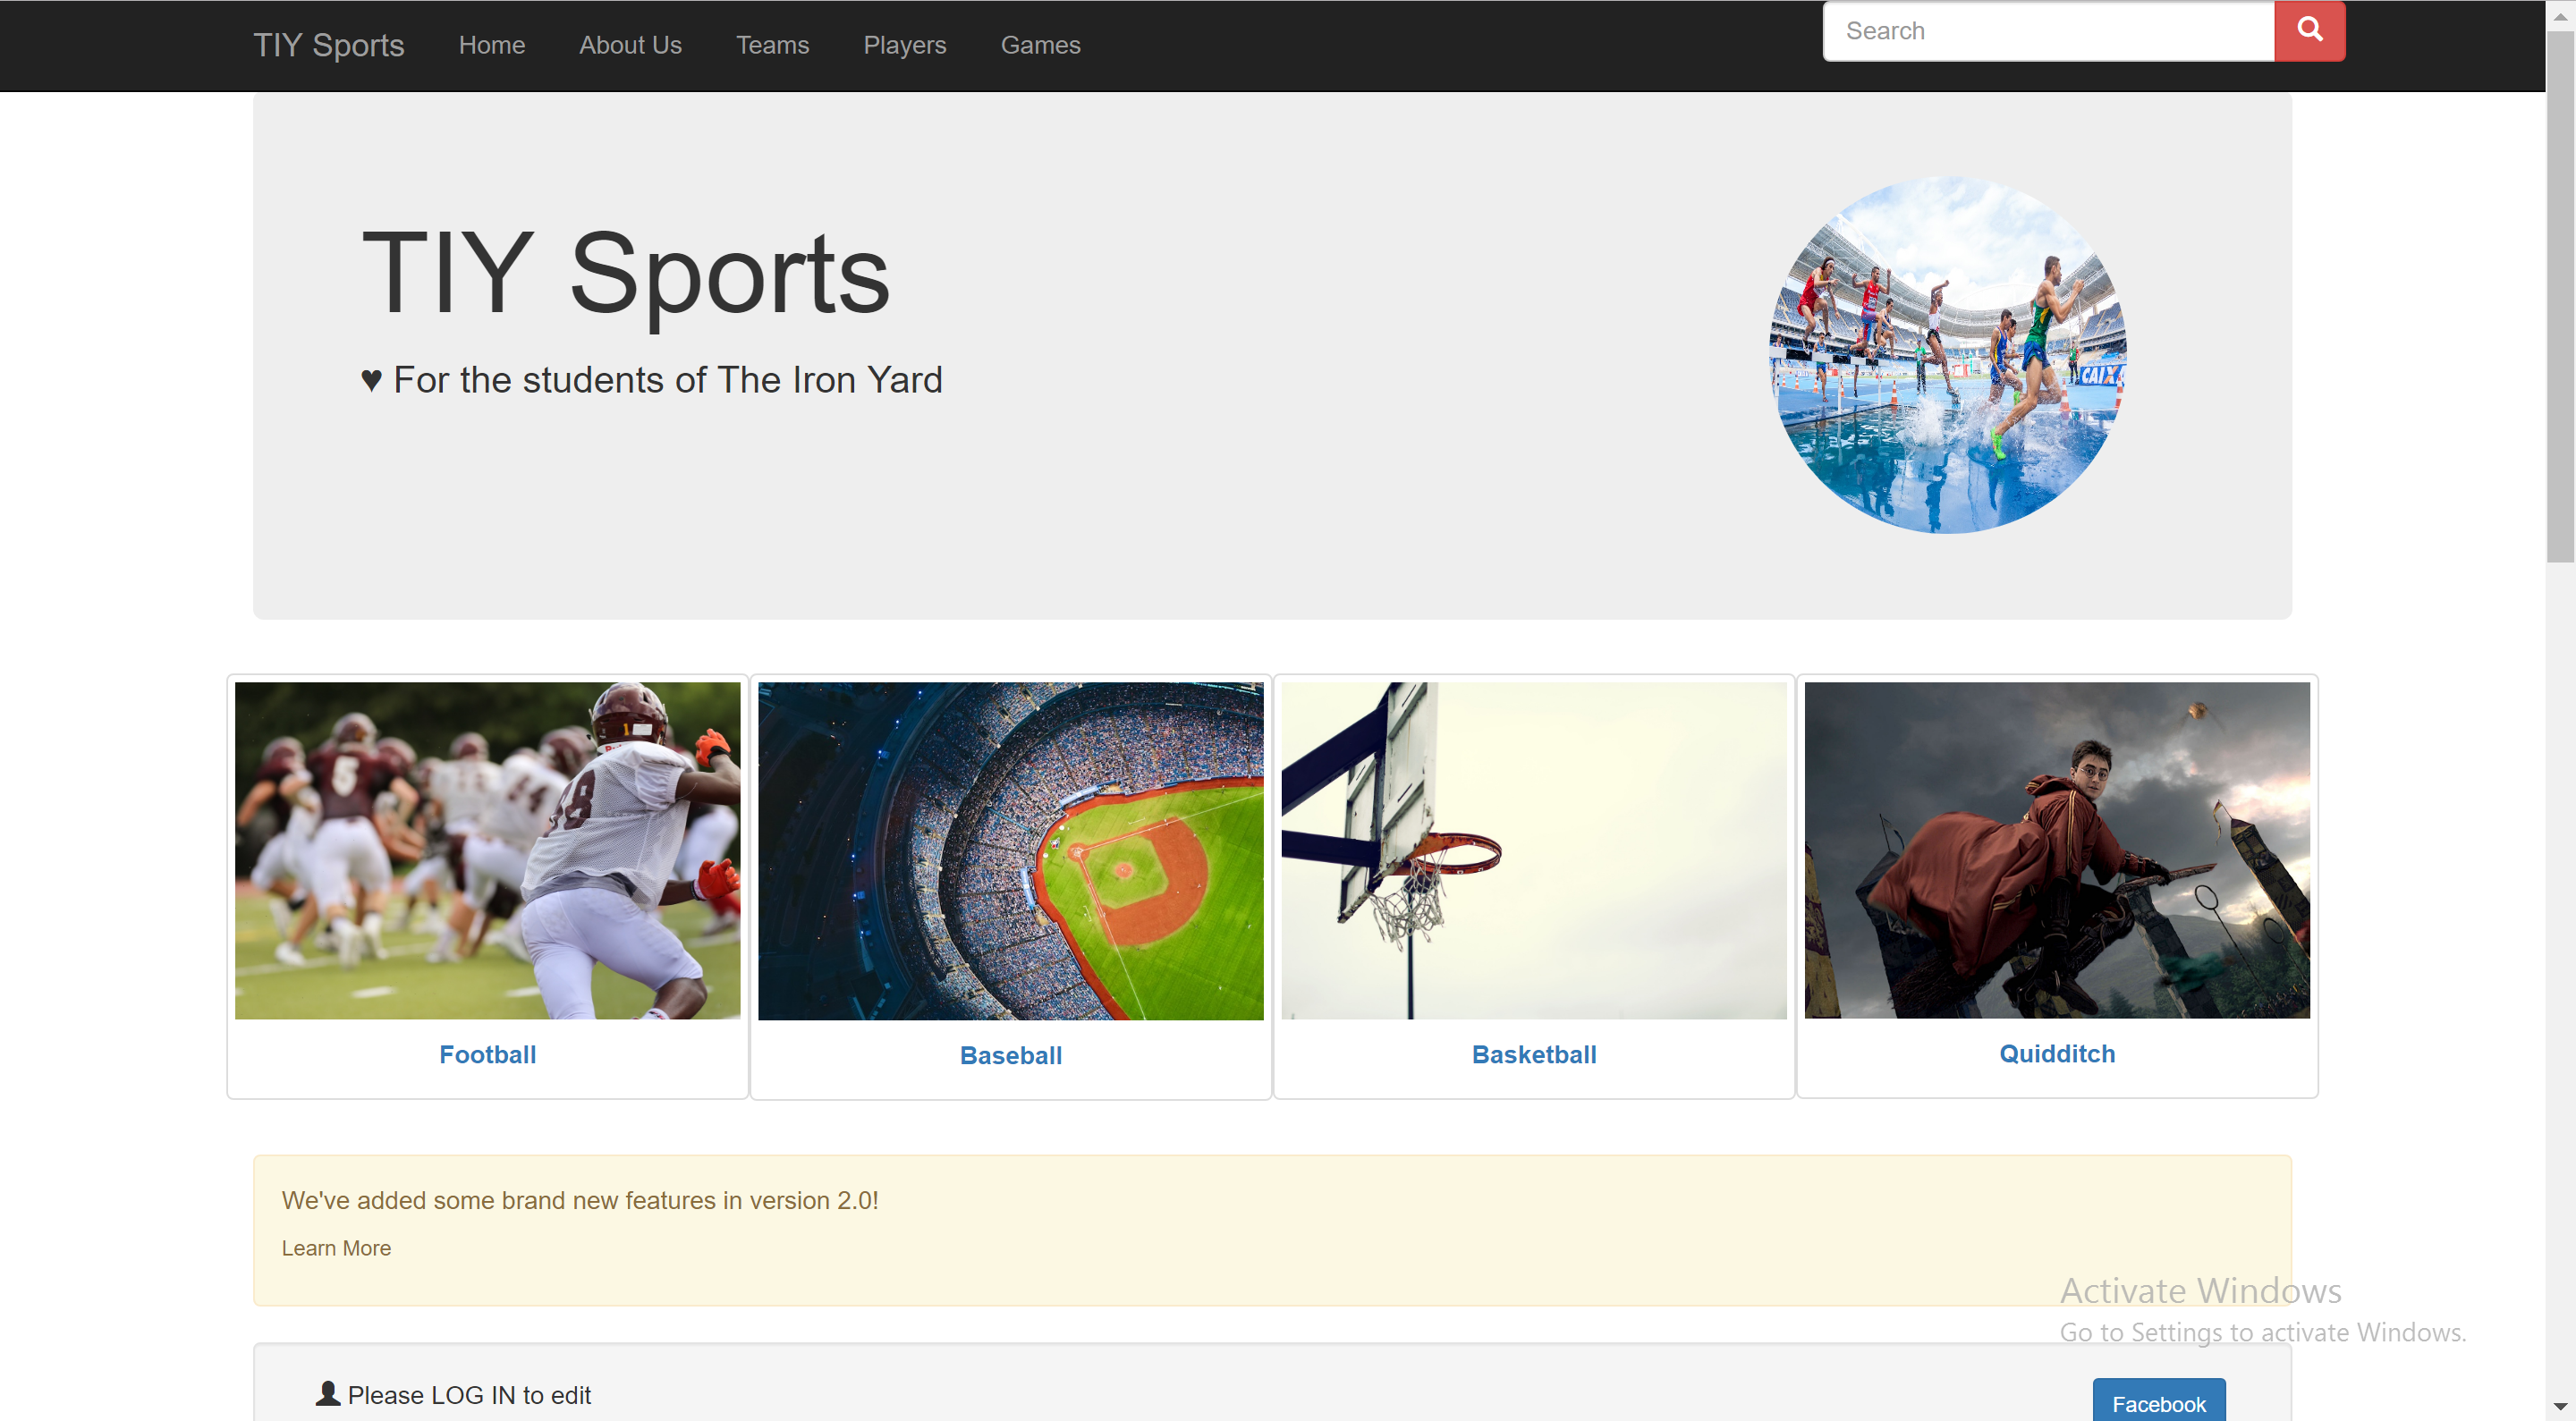 TIY Sports Home About Us Teams Players Games Search
TIY Sports
♥ For the students of The Iron Yard
CAIXA
Football Baseball Basketball Quidditch
We've added some brand new features in version 2.0!
Learn More
Activate Windows
Go to Settings to activate Windows.
Please LOG IN to edit Facebook